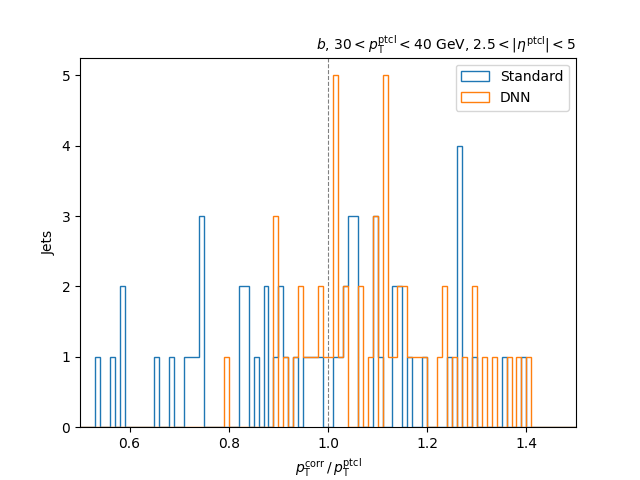 b, 30 < p_T^ptcl < 40 GeV, 2.5 < |η^ptcl| < 5
Standard
DNN
5
4
3
2
1
0
Jets
0.6 0.8 1.0 1.2 1.4
p_T^corr / p_T^ptcl